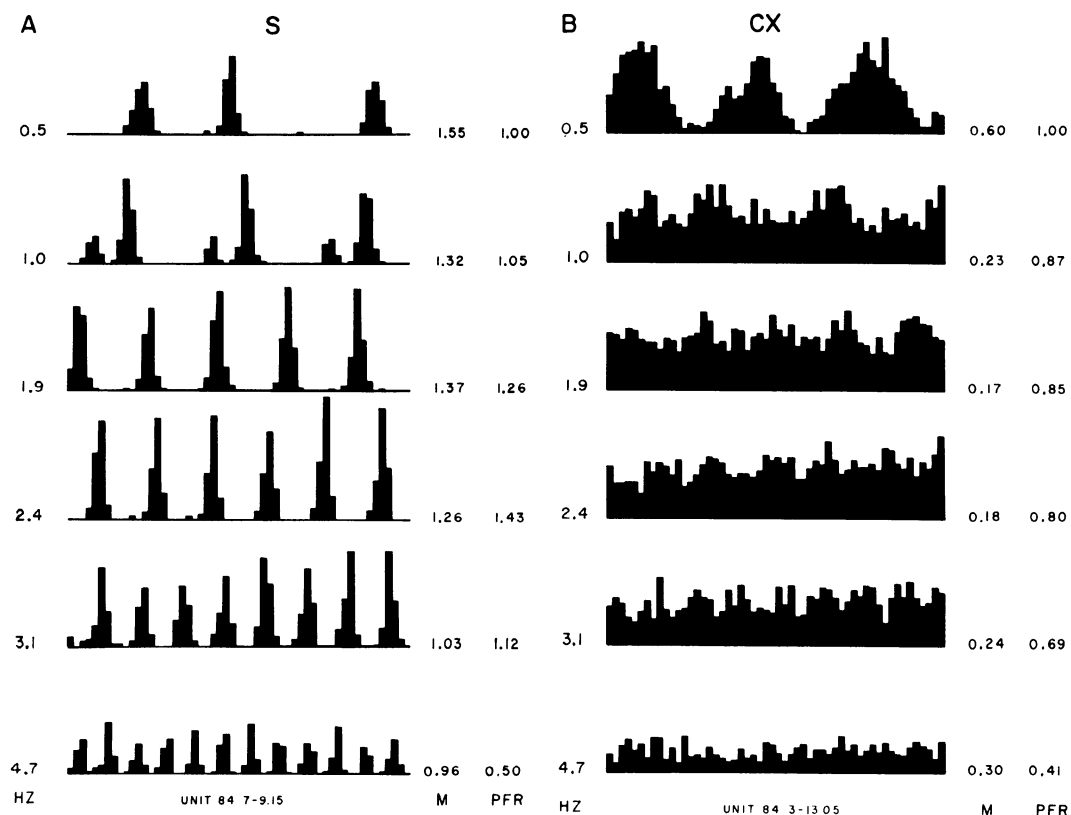 A S B CX
0.5 1.55 1.00 0.5 0.60 1.00
1.0 1.32 1.05 1.0 0.23 0.87
1.9 1.37 1.26 1.9 0.17 0.85
2.4 1.26 1.43 2.4 0.18 0.80
3.1 1.03 1.12 3.1 0.24 0.69
4.7 0.96 0.50 4.7 0.30 0.41
HZ UNIT 84 7-9.15 M PFR HZ UNIT 84 3-13 05 M PFR